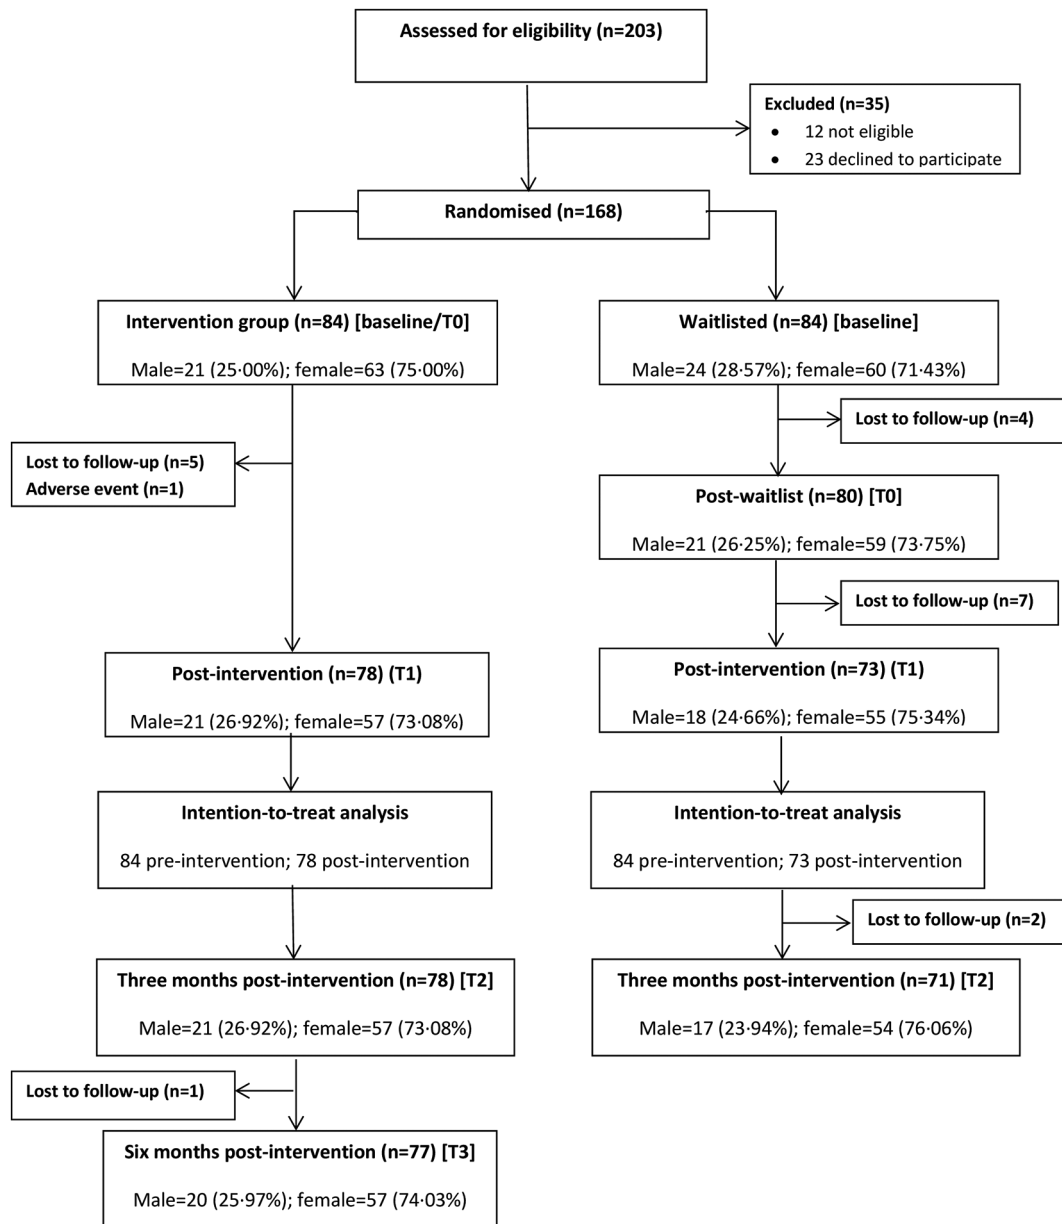 Assessed for eligibility (n=203)
Excluded (n=35)
• 12 not eligible
• 23 declined to participate
Randomised (n=168)
Intervention group (n=84) [baseline/T0]
Male=21 (25·00%); female=63 (75·00%)
Waitlisted (n=84) [baseline]
Male=24 (28·57%); female=60 (71·43%)
Lost to follow-up (n=4)
Lost to follow-up (n=5)
Adverse event (n=1)
Post-waitlist (n=80) [T0]
Male=21 (26·25%); female=59 (73·75%)
Lost to follow-up (n=7)
Post-intervention (n=78) (T1)
Male=21 (26·92%); female=57 (73·08%)
Post-intervention (n=73) (T1)
Male=18 (24·66%); female=55 (75·34%)
Intention-to-treat analysis
84 pre-intervention; 78 post-intervention
Intention-to-treat analysis
84 pre-intervention; 73 post-intervention
Lost to follow-up (n=2)
Three months post-intervention (n=78) [T2]
Male=21 (26·92%); female=57 (73·08%)
Three months post-intervention (n=71) [T2]
Male=17 (23·94%); female=54 (76·06%)
Lost to follow-up (n=1)
Six months post-intervention (n=77) [T3]
Male=20 (25·97%); female=57 (74·03%)